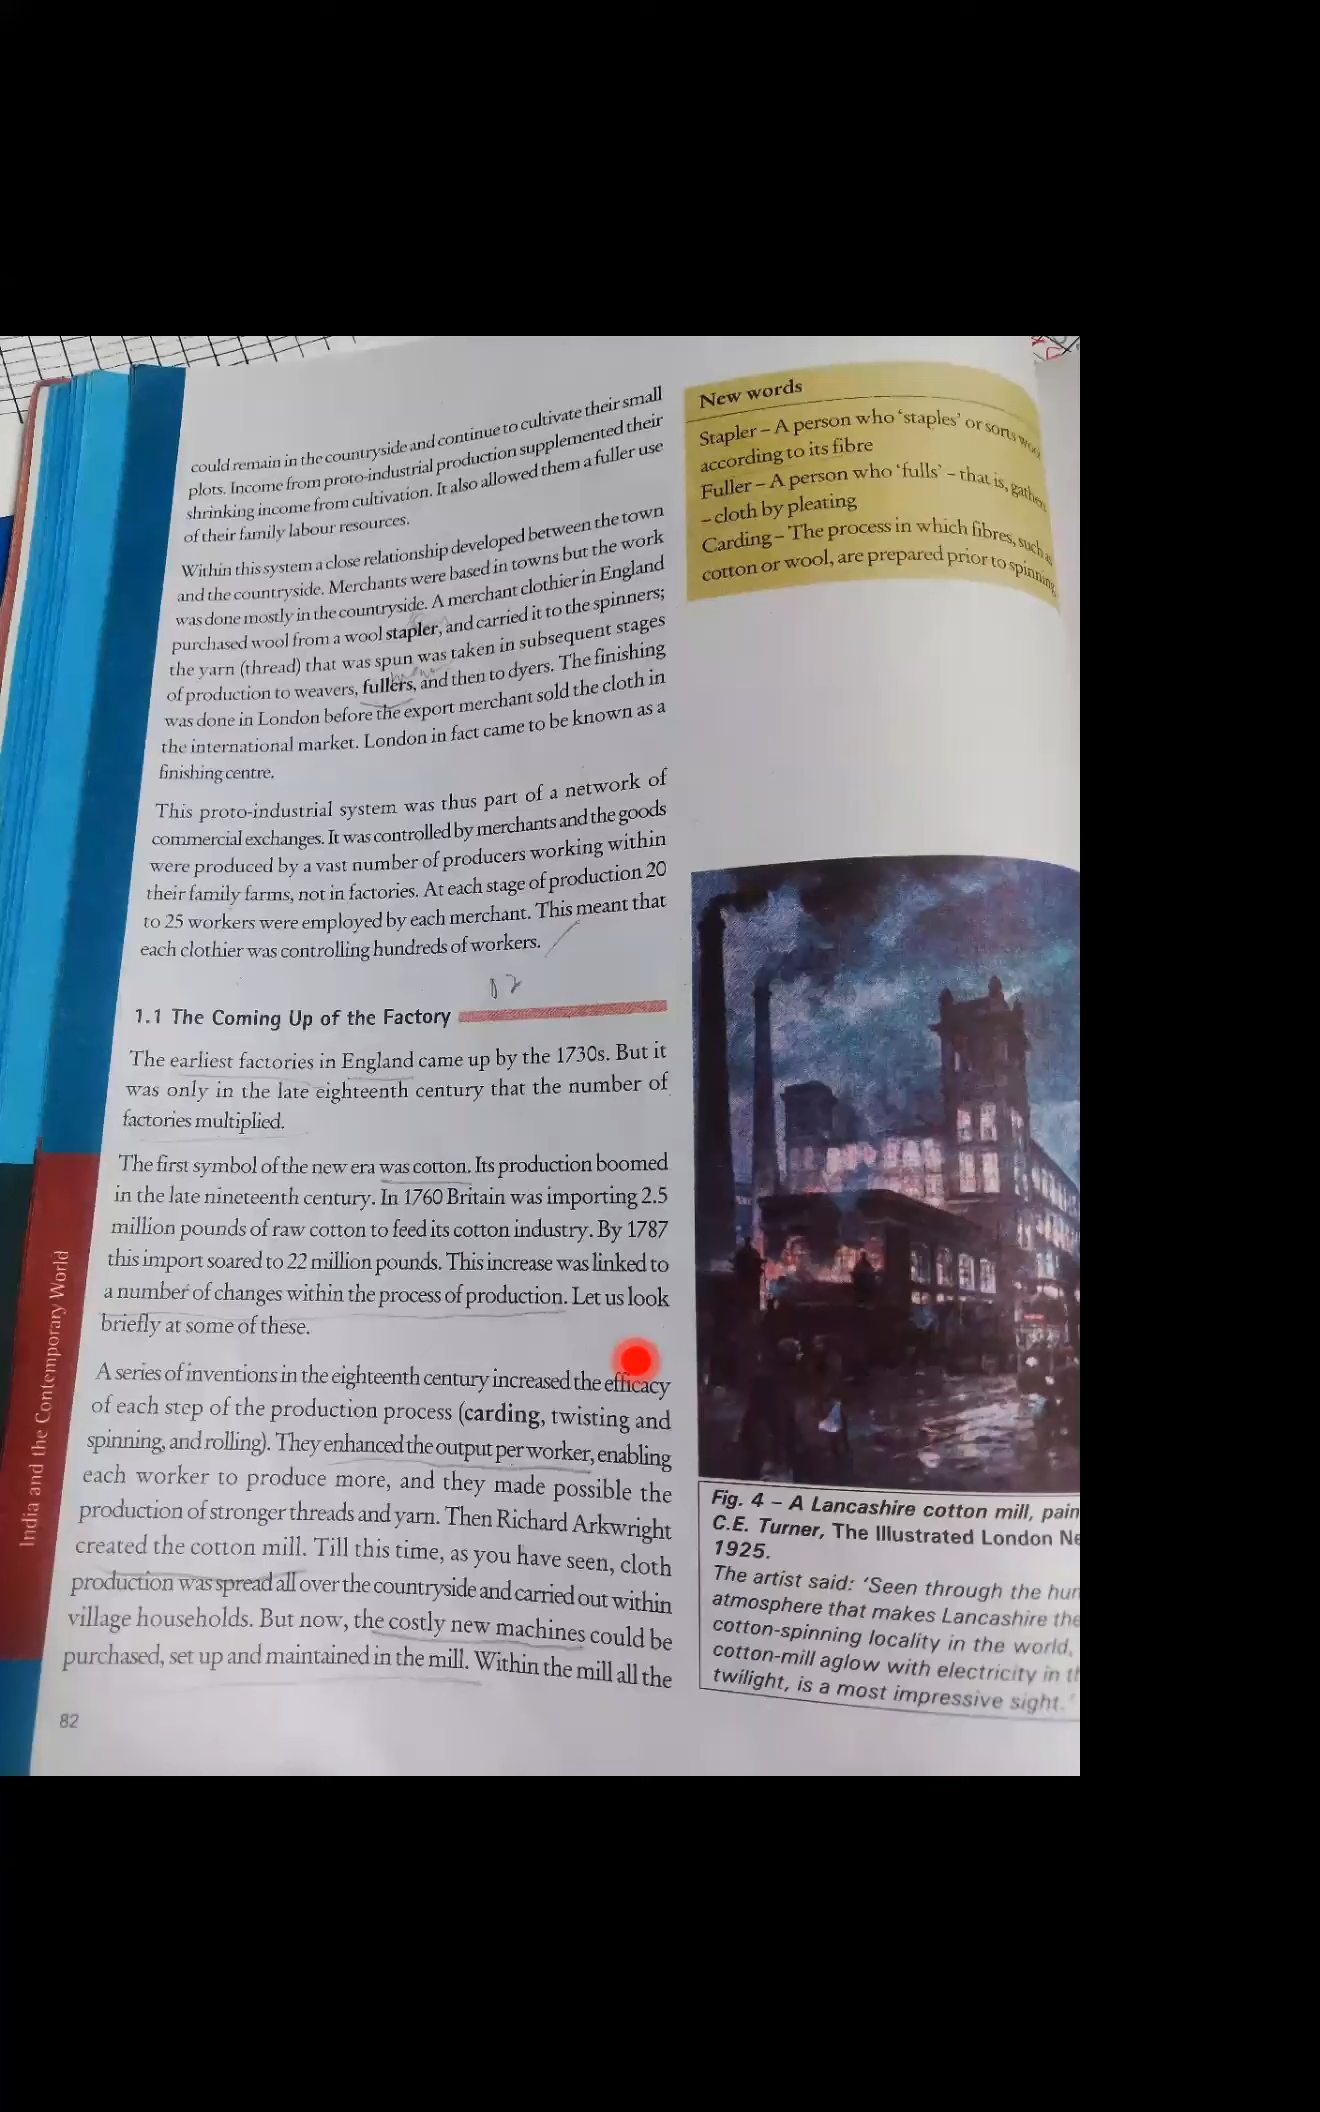 could remain in the countryside and continue to cultivate their small
plots. Income from proto-industrial production supplemented their
shrinking income from cultivation. It also allowed them a fuller use
of their family labour resources.
Within this system a close relationship developed between the town
and the countryside. Merchants were based in towns but the work
was done mostly in the countryside. A merchant clothier in England
purchased wool from a wool stapler, and carried it to the spinners;
the yarn (thread) that was spun was taken in subsequent stages
of production to weavers, fullers, and then to dyers. The finishing
was done in London before the export merchant sold the cloth in
the international market. London in fact came to be known as a
finishing centre.
This proto-industrial system was thus part of a network of
commercial exchanges. It was controlled by merchants and the goods
were produced by a vast number of producers working within
their family farms, not in factories. At each stage of production 20
to 25 workers were employed by each merchant. This meant that
each clothier was controlling hundreds of workers.
1.1 The Coming Up of the Factory
The earliest factories in England came up by the 1730s. But it
was only in the late eighteenth century that the number of
factories multiplied.
The first symbol of the new era was cotton. Its production boomed
in the late nineteenth century. In 1760 Britain was importing 2.5
million pounds of raw cotton to feed its cotton industry. By 1787
this import soared to 22 million pounds. This increase was linked to
a number of changes within the process of production. Let us look
briefly at some of these.
A series of inventions in the eighteenth century increased the efficacy
of each step of the production process (carding, twisting and
spinning, and rolling). They enhanced the output per worker, enabling
each worker to produce more, and they made possible the
production of stronger threads and yarn. Then Richard Arkwright
created the cotton mill. Till this time, as you have seen, cloth
production was spread all over the countryside and carried out within
village households. But now, the costly new machines could be
purchased, set up and maintained in the mill. Within the mill all the
82
India and the Contemporary World
New words
Stapler – A person who 'staples' or sorts wool
according to its fibre
Fuller – A person who 'fulls' – that is, gathers
– cloth by pleating
Carding – The process in which fibres, such as
cotton or wool, are prepared prior to spinning
Fig. 4 – A Lancashire cotton mill, pain
C.E. Turner, The Illustrated London Ne
1925.
The artist said: 'Seen through the hu
atmosphere that makes Lancashire the
cotton-spinning locality in the world,
cotton-mill aglow with electricity in t
twilight, is a most impressive sight.'